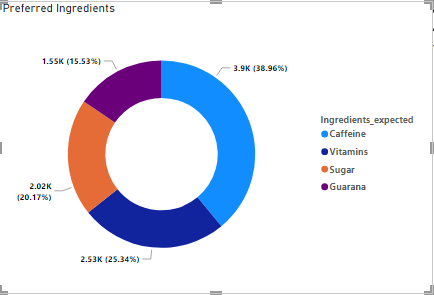 Preferred Ingredients
1.55K (15.53%)
3.9K (38.96%)
Ingredients_expected
Caffeine
Vitamins
Sugar
Guarana
2.02K
(20.17%)
2.53K (25.34%)